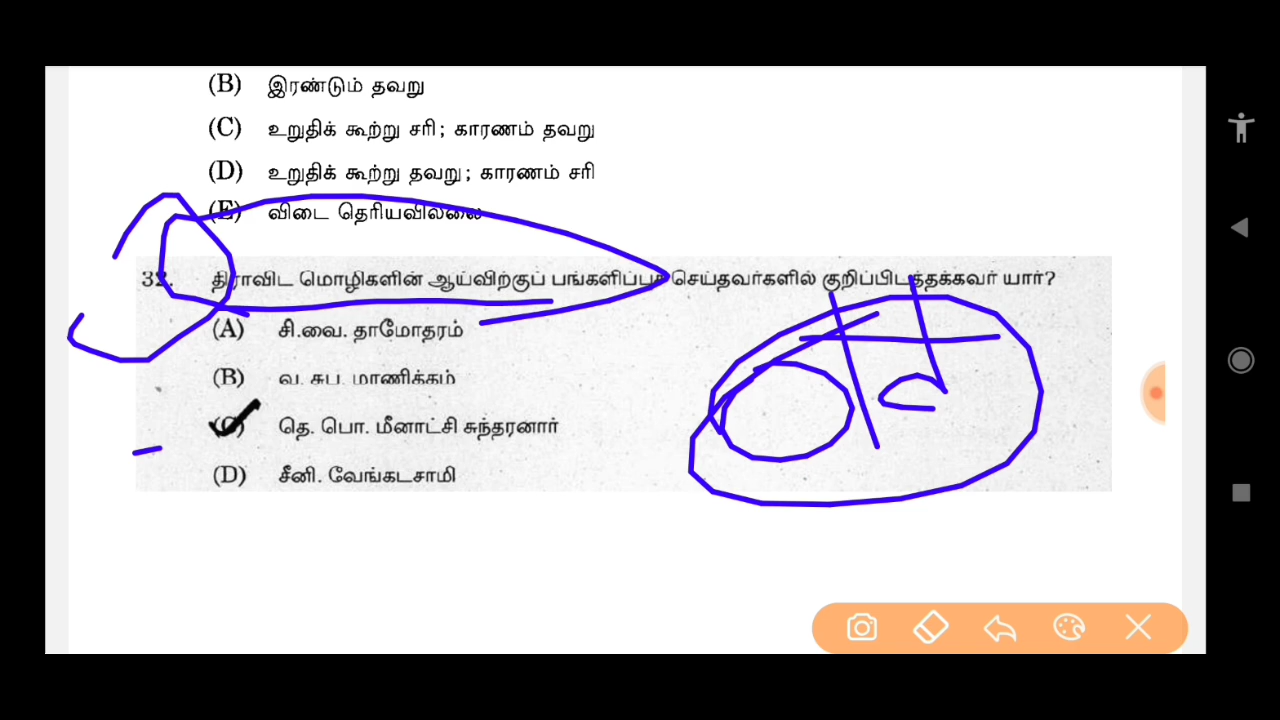 (B) இரண்டும் தவறு
(C) உறுதிக் கூற்று சரி; காரணம் தவறு
(D) உறுதிக் கூற்று தவறு; காரணம் சரி
(E) விடை தெரியவில்லை
32. திராவிட மொழிகளின் ஆய்விற்குப் பங்களிப்புச் செய்தவர்களில் குறிப்பிடத்தக்கவர் யார்?
(A) சி.வை. தாமோதரம்
(B) வ. சுப. மாணிக்கம்
(C) தெ. பொ. மீனாட்சி சுந்தரனார்
(D) சீனி. வேங்கடசாமி